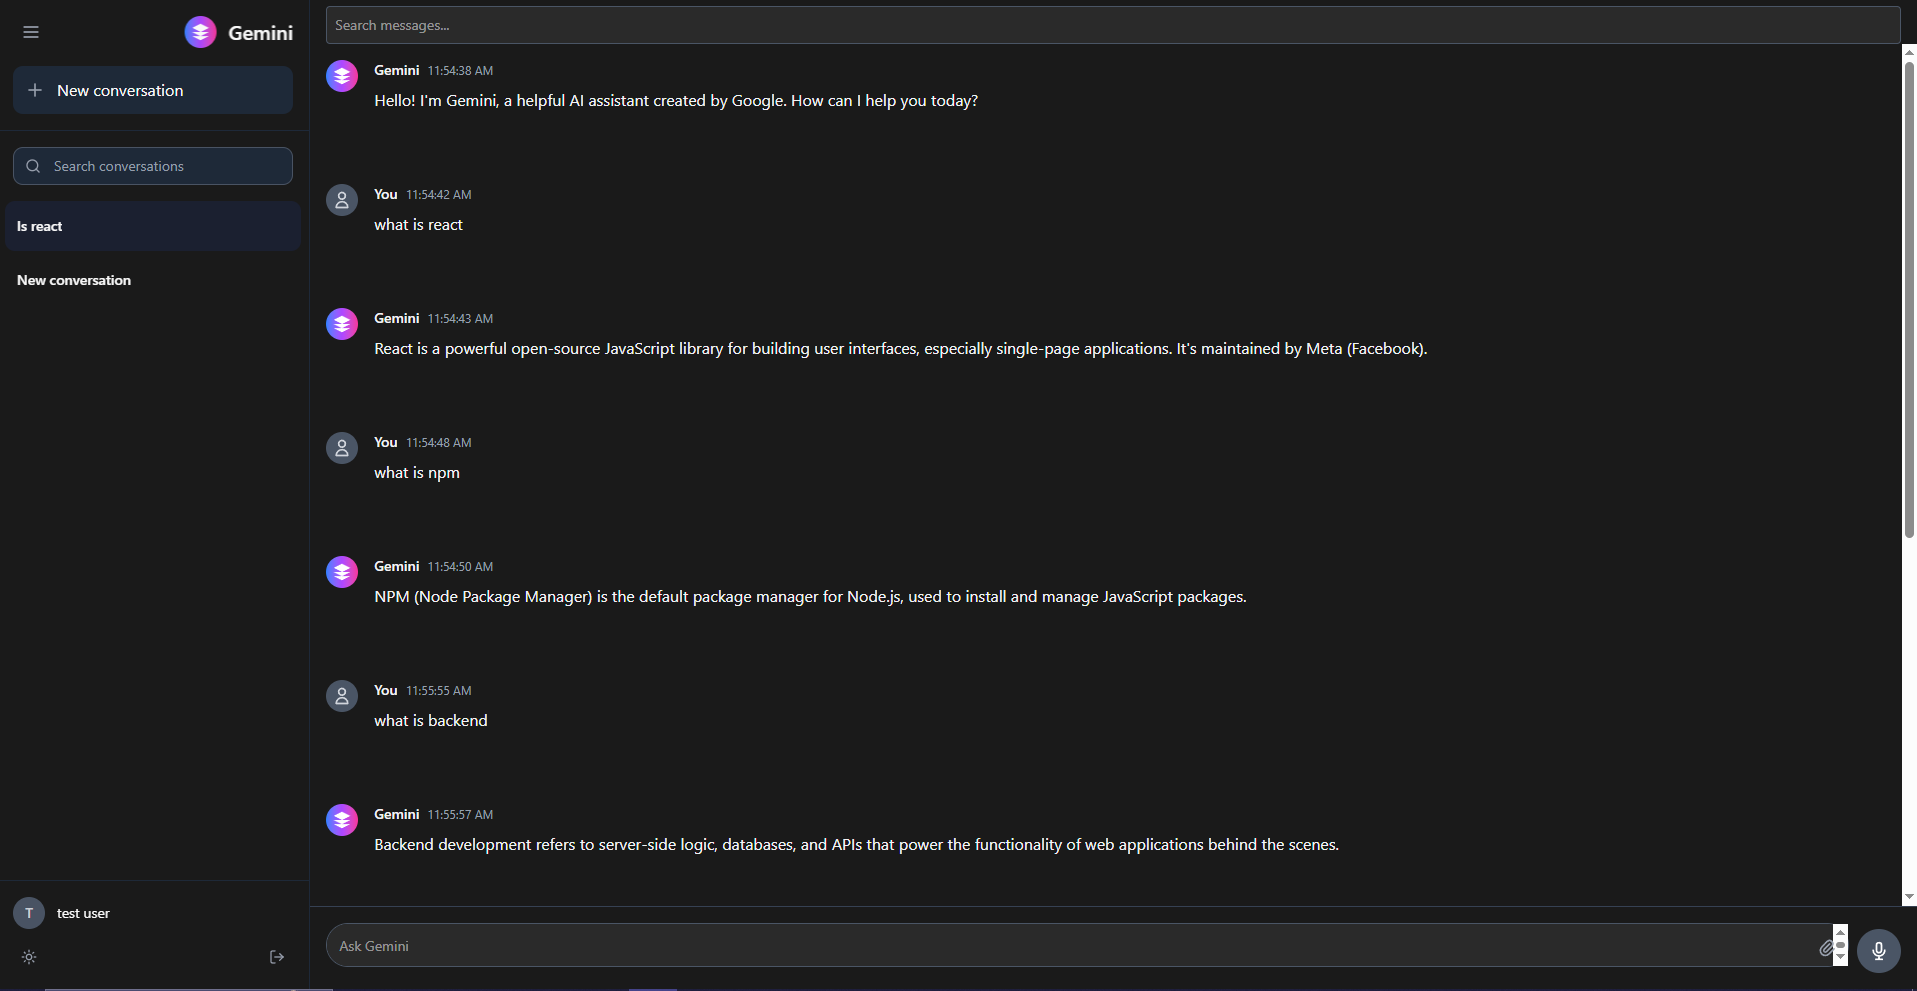 Gemini
New conversation
Search conversations
Is react
New conversation
test user
T
Search messages...
Gemini 11:54:38 AM
Hello! I'm Gemini, a helpful AI assistant created by Google. How can I help you today?
You 11:54:42 AM
what is react
Gemini 11:54:43 AM
React is a powerful open-source JavaScript library for building user interfaces, especially single-page applications. It's maintained by Meta (Facebook).
You 11:54:48 AM
what is npm
Gemini 11:54:50 AM
NPM (Node Package Manager) is the default package manager for Node.js, used to install and manage JavaScript packages.
You 11:55:55 AM
what is backend
Gemini 11:55:57 AM
Backend development refers to server-side logic, databases, and APIs that power the functionality of web applications behind the scenes.
Ask Gemini